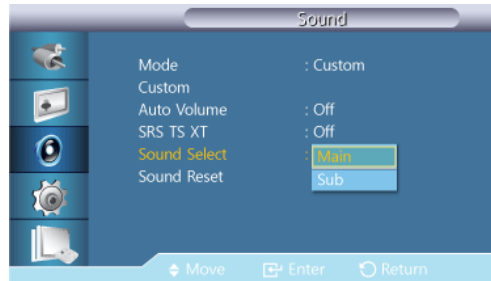 Sound
Mode : Custom
Custom
Auto Volume : Off
SRS TS XT : Off
Sound Select : Main
Sub
Sound Reset
Move Enter Return